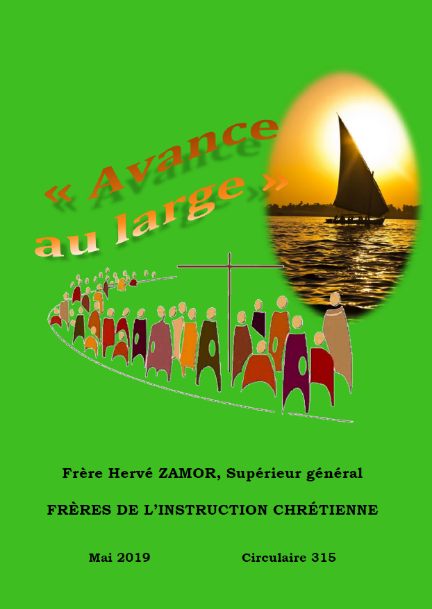 « Avance
au large »
Frère Hervé ZAMOR, Supérieur général
FRÈRES DE L'INSTRUCTION CHRÉTIENNE
Mai 2019 Circulaire 315